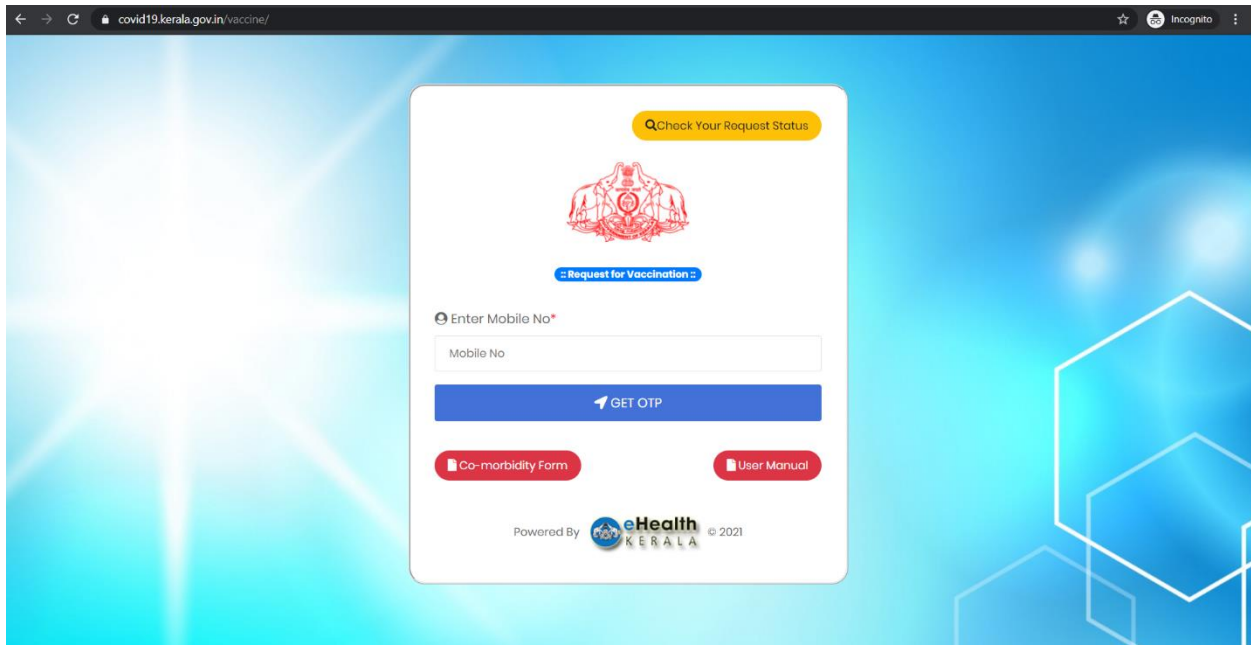 covid19.kerala.gov.in/vaccine/
Incognito
Check Your Request Status
:: Request for Vaccination ::
Enter Mobile No*
Mobile No
GET OTP
Co-morbidity Form
User Manual
Powered By
eHealth
KERALA
© 2021